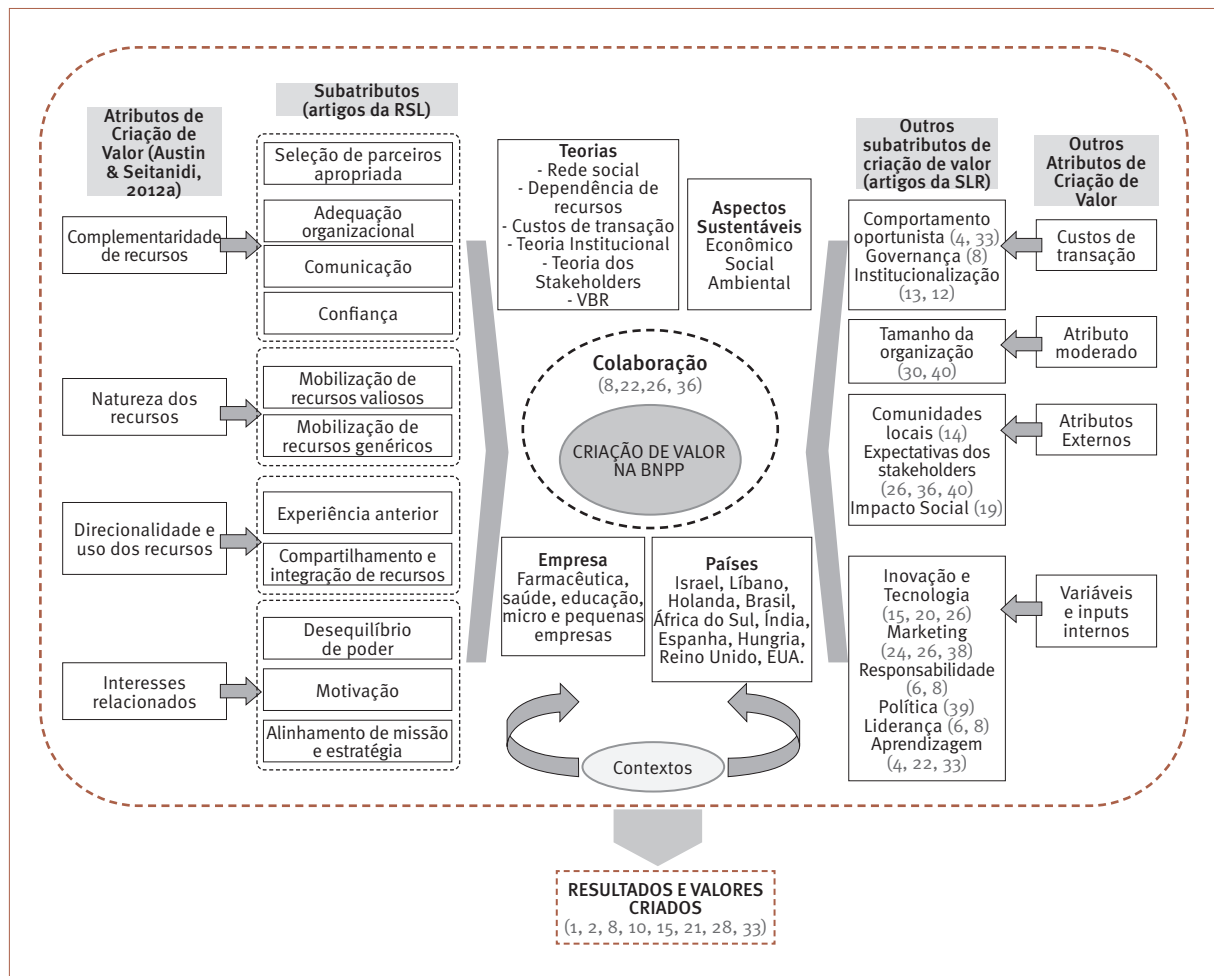 Atributos de
Criação de
Valor (Austin
& Seitanidi,
2012a)
Complementaridade
de recursos
Natureza dos
recursos
Direcionalidade e
uso dos recursos
Interesses
relacionados
Subatributos
(artigos da RSL)
Seleção de parceiros
apropriada
Adequação
organizacional
Comunicação
Confiança
Mobilização de
recursos valiosos
Mobilização de
recursos genéricos
Experiência anterior
Compartilhamento e
integração de recursos
Desequilíbrio
de poder
Motivação
Alinhamento de missão
e estratégia
Teorias
- Rede social
- Dependência de
recursos
- Custos de transação
- Teoria Institucional
- Teoria dos
Stakeholders
- VBR
Aspectos
Sustentáveis
Econômico
Social
Ambiental
Colaboração
(8,22,26, 36)
CRIAÇÃO DE VALOR
NA BNPP
Empresa
Farmacêutica,
saúde, educação,
micro e pequenas
empresas
Países
Israel, Líbano,
Holanda, Brasil,
África do Sul, Índia,
Espanha, Hungria,
Reino Unido, EUA.
Contextos
Outros
subatributos de
criação de valor
(artigos da SLR)
Comportamento
oportunista (4, 33)
Governança (8)
Institucionalização
(13, 12)
Tamanho da
organização
(30, 40)
Comunidades
locais (14)
Expectativas dos
stakeholders
(26, 36, 40)
Impacto Social (19)
Inovação e
Tecnologia
(15, 20, 26)
Marketing
(24, 26, 38)
Responsabilidade
(6, 8)
Política (39)
Liderança (6, 8)
Aprendizagem
(4, 22, 33)
Outros
Atributos de
Criação de
Valor
Custos de
transação
Atributo
moderado
Atributos
Externos
Variáveis
e inputs
internos
RESULTADOS E VALORES
CRIADOS
(1, 2, 8, 10, 15, 21, 28, 33)